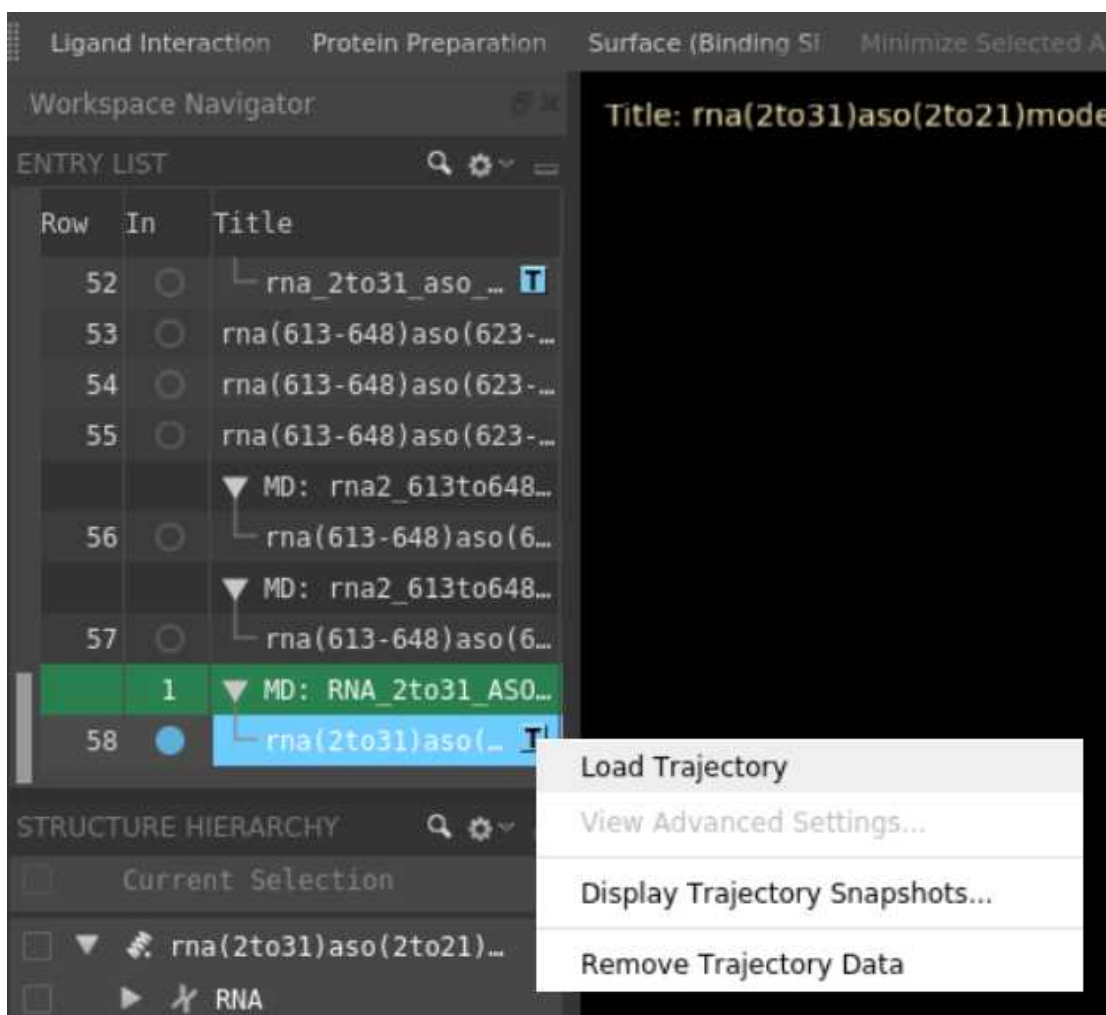 Ligand Interaction Protein Preparation Surface (Binding Si Minimize Selected A
Workspace Navigator
Title: rna(2to31)aso(2to21)mode
ENTRY LIST
Row In Title
52 rna_2to31_aso_… T
53 rna(613-648)aso(623-…
54 rna(613-648)aso(623-…
55 rna(613-648)aso(623-…
MD: rna2_613to648…
56 rna(613-648)aso(6…
MD: rna2_613to648…
57 rna(613-648)aso(6…
1 MD: RNA_2to31_ASO…
58 rna(2to31)aso(… T
Load Trajectory
View Advanced Settings...
Display Trajectory Snapshots...
Remove Trajectory Data
STRUCTURE HIERARCHY
Current Selection
rna(2to31)aso(2to21)…
RNA